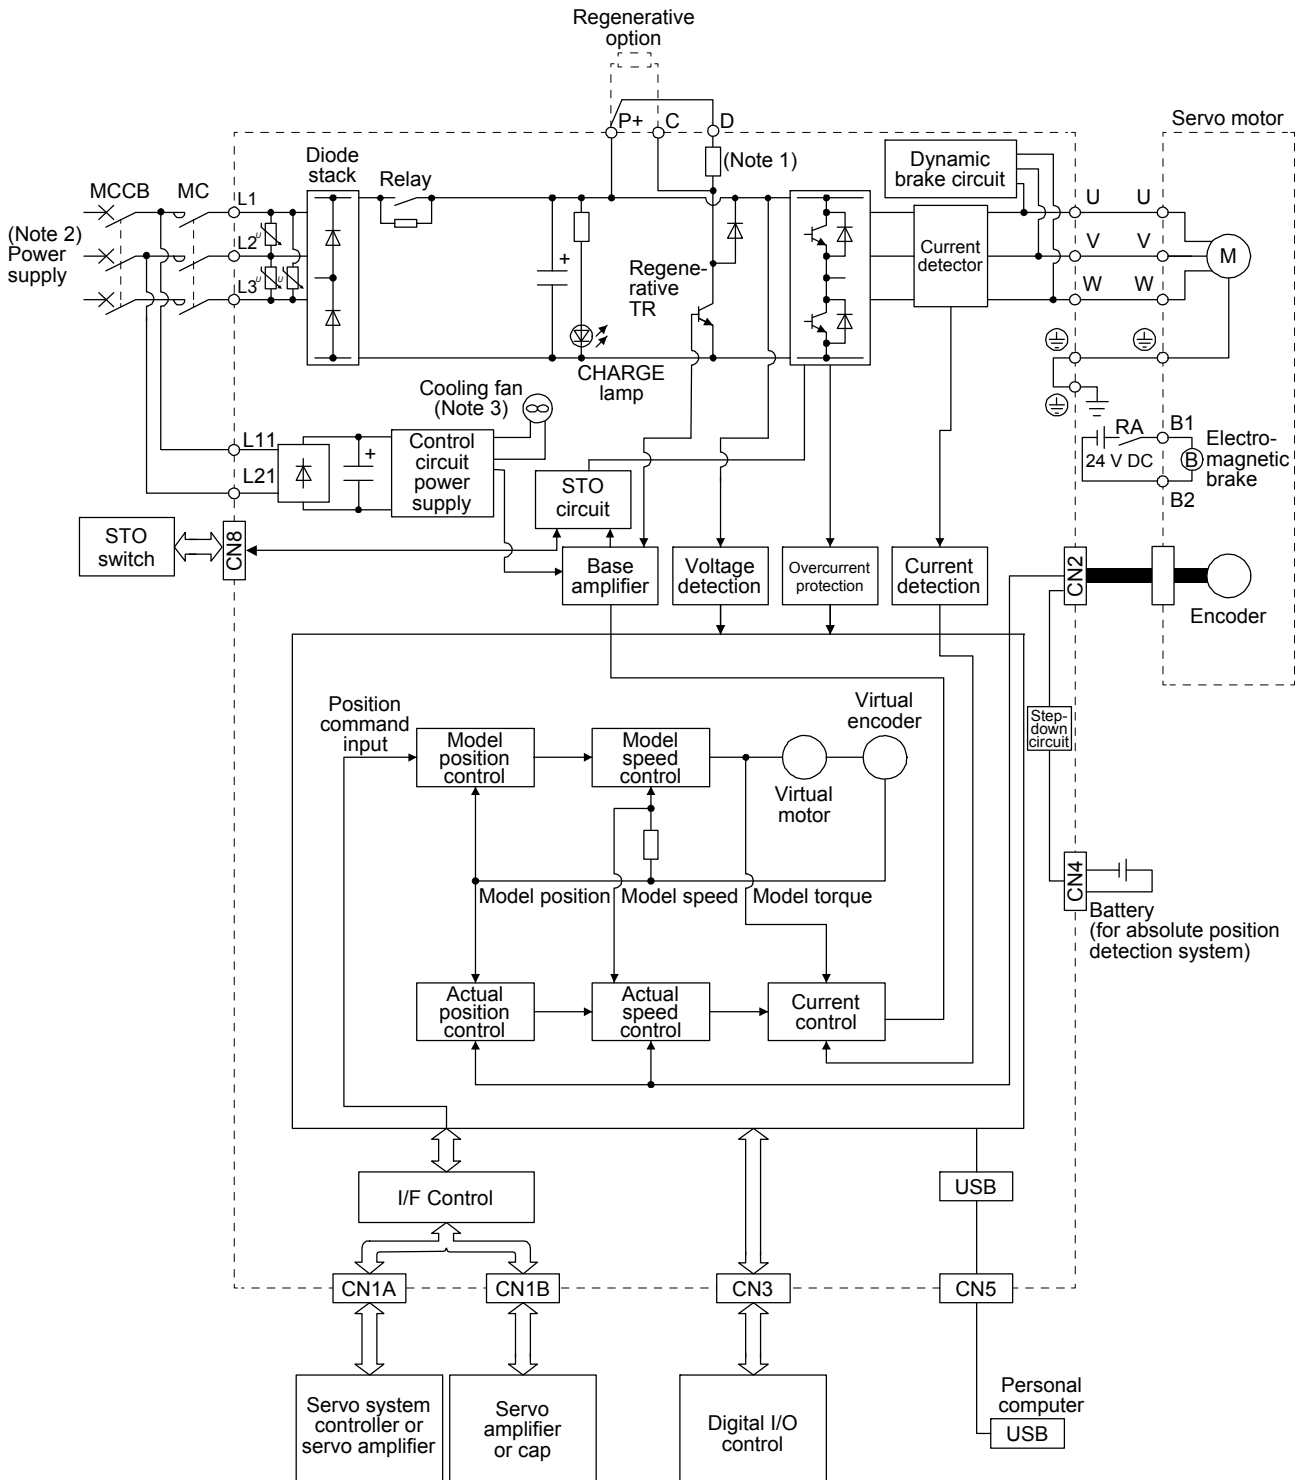 Regenerative
option
P+
C
D
Servo motor
Diode
stack
(Note 1)
Dynamic
brake circuit
MCCB
MC
L1
Relay
U
U
(Note 2)
Power
supply
L2
Current
detector
V
V
M
L3
Regene-
rative
TR
W
W
+
U
U
U
CHARGE
lamp
Cooling fan
(Note 3)
L11
+
Control
circuit
power
supply
RA
B1
Electro-
magnetic
brake
24 V DC
B
L21
STO
circuit
B2
STO
switch
CN8
Base
amplifier
Voltage
detection
Overcurrent
protection
Current
detection
CN2
Encoder
Position
command
input
Virtual
encoder
Step-
down
circuit
Model
position
control
Model
speed
control
Virtual
motor
Model position
Model speed
Model torque
CN4
Battery
(for absolute position
detection system)
Actual
position
control
Actual
speed
control
Current
control
I/F Control
USB
CN1A
CN1B
CN3
CN5
Servo system
controller or
servo amplifier
Servo
amplifier
or cap
Digital I/O
control
Personal
computer
USB